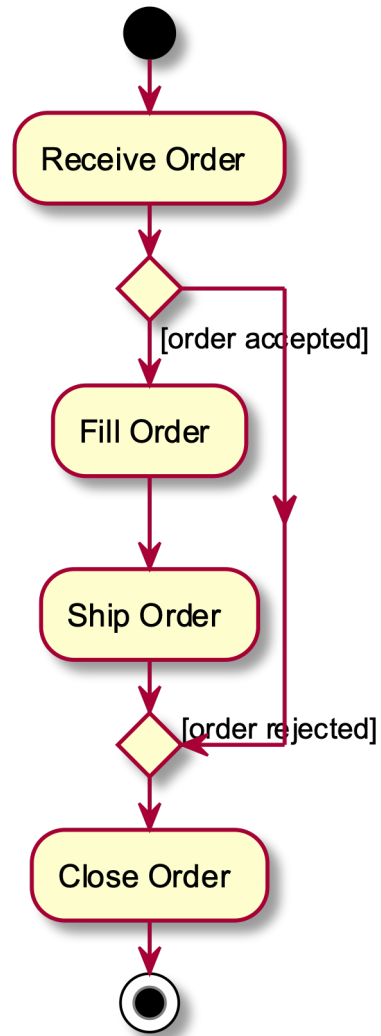 Receive Order
[order accepted]
Fill Order
Ship Order
[order rejected]
Close Order